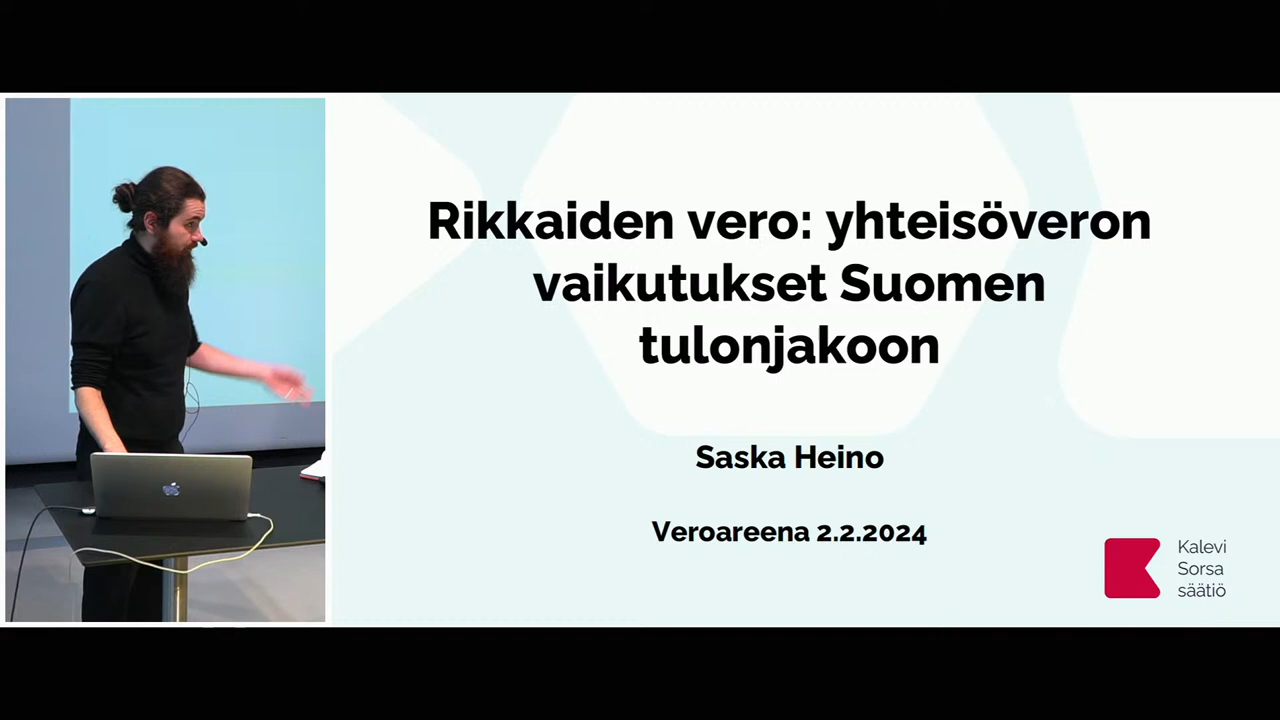 Rikkaiden vero: yhteisöveron
vaikutukset Suomen
tulonjakoon
Saska Heino
Veroareena 2.2.2024
Kalevi
Sorsa
säätiö